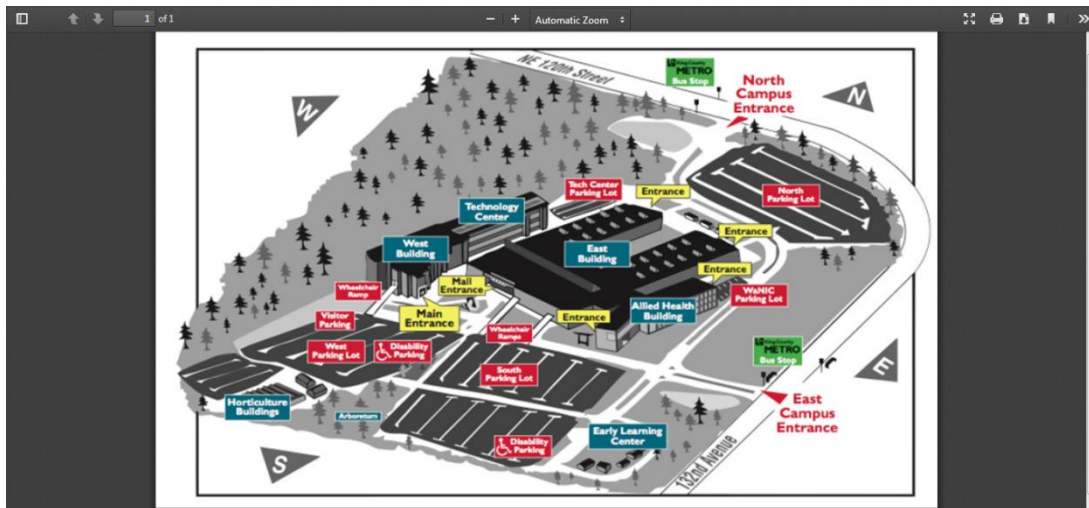 1 of 1
Automatic Zoom
NE 120th Street
King County
METRO
Bus Stop
North
Campus
Entrance
W
N
Tech Center
Parking Lot
Entrance
North
Parking Lot
Technology
Center
West
Building
East
Building
Entrance
Mall
Entrance
Entrance
Wheelchair
Ramp
WaNIC
Parking Lot
Allied Health
Building
Visitor
Parking
Main
Entrance
Entrance
Wheelchair
Ramps
West
Parking Lot
Disability
Parking
King County
METRO
Bus Stop
South
Parking Lot
E
Horticulture
Buildings
Arboretum
East
Campus
Entrance
Early Learning
Center
Disability
Parking
S
132nd Avenue